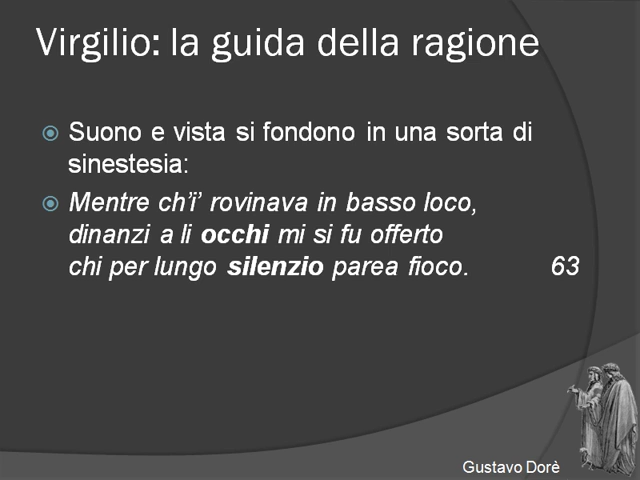 Virgilio: la guida della ragione
Suono e vista si fondono in una sorta di
sinestesia:
Mentre ch'i' rovinava in basso loco,
dinanzi a li occhi mi si fu offerto
chi per lungo silenzio parea fioco. 63
Gustavo Dorè